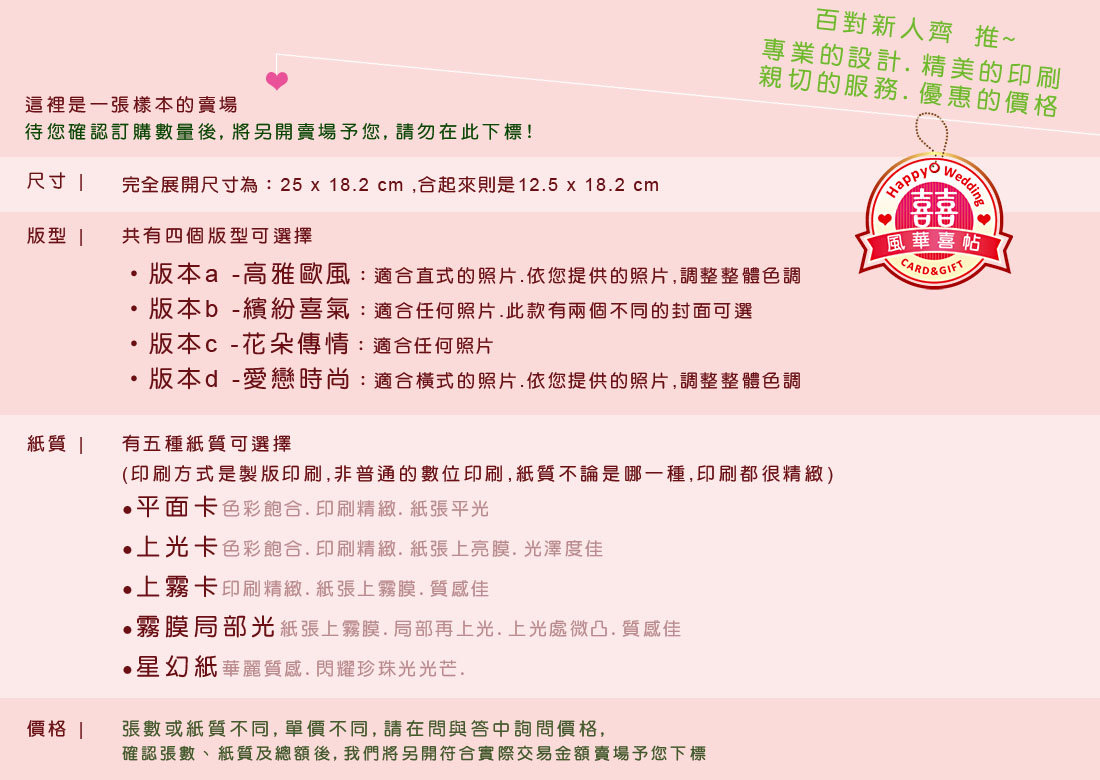 百對新人齊 推~
專業的設計.精美的印刷
親切的服務.優惠的價格
這裡是一張樣本的賣場
待您確認訂購數量後,將另開賣場予您,請勿在此下標!
Happy Wedding
囍
風華喜帖
CARD&GIFT
尺寸 | 完全展開尺寸為：25 x 18.2 cm ,合起來則是12.5 x 18.2 cm
版型 | 共有四個版型可選擇
・版本a -高雅歐風：適合直式的照片.依您提供的照片,調整整體色調
・版本b -繽紛喜氣：適合任何照片.此款有兩個不同的封面可選
・版本c -花朵傳情：適合任何照片
・版本d -愛戀時尚：適合橫式的照片.依您提供的照片,調整整體色調
紙質 | 有五種紙質可選擇
(印刷方式是製版印刷,非普通的數位印刷,紙質不論是哪一種,印刷都很精緻)
●平面卡 色彩飽合.印刷精緻.紙張平光
●上光卡 色彩飽合.印刷精緻.紙張上亮膜.光澤度佳
●上霧卡 印刷精緻.紙張上霧膜.質感佳
●霧膜局部光 紙張上霧膜.局部再上光.上光處微凸.質感佳
●星幻紙 華麗質感.閃耀珍珠光光芒.
價格 | 張數或紙質不同,單價不同,請在問與答中詢問價格,
確認張數、紙質及總額後,我們將另開符合實際交易金額賣場予您下標